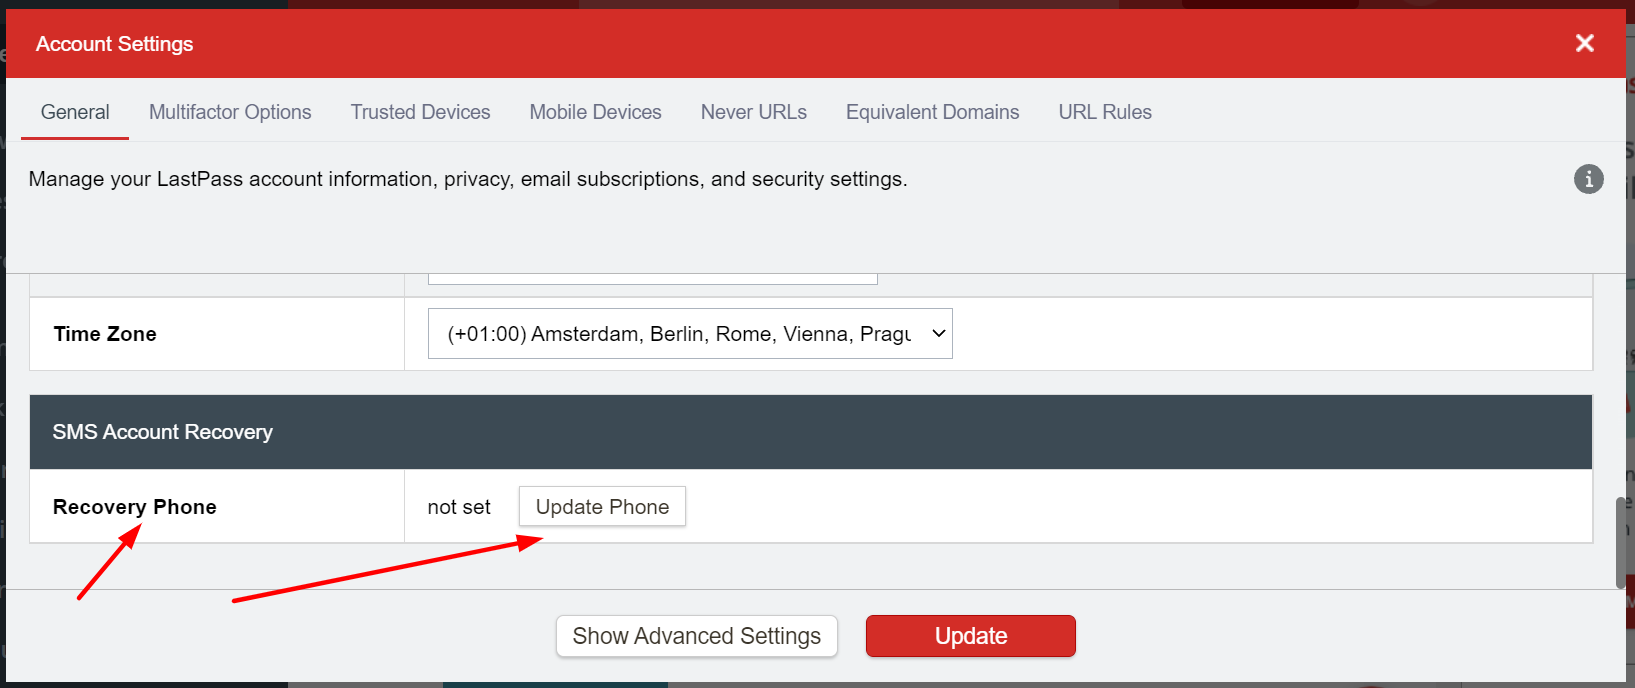 Account Settings
General Multifactor Options Trusted Devices Mobile Devices Never URLs Equivalent Domains URL Rules
Manage your LastPass account information, privacy, email subscriptions, and security settings.
Time Zone (+01:00) Amsterdam, Berlin, Rome, Vienna, Pragu
SMS Account Recovery
Recovery Phone not set Update Phone
Show Advanced Settings Update